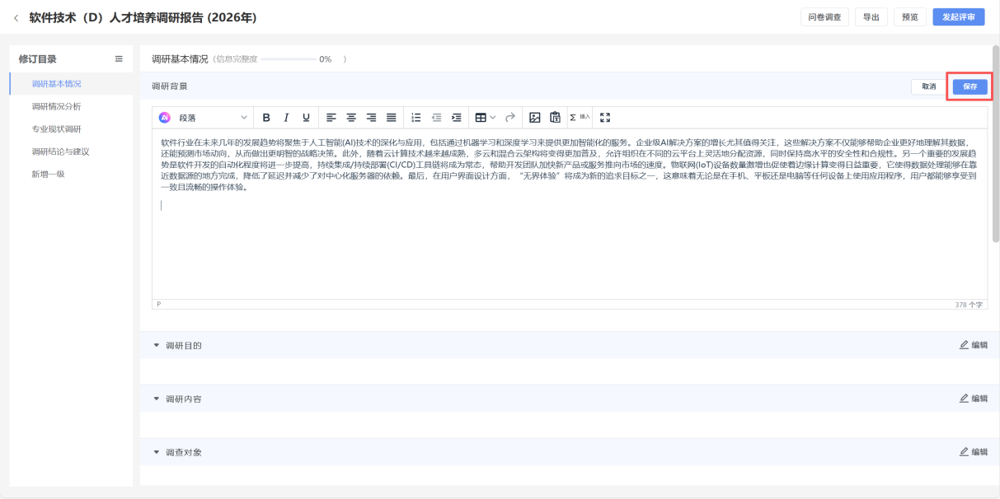 软件技术（D）人才培养调研报告 (2026年)
问卷调查 导出 预览 发起评审
修订目录
调研基本情况
调研情况分析
专业现状调研
调研结论与建议
新增一级
调研基本情况（信息完整度 0% ）
调研背景
取消 保存
AI 段落 B I U Σ 插入
软件行业在未来几年的发展趋势将聚焦于人工智能(AI)技术的深化与应用，包括通过机器学习和深度学习来提供更加智能化的服务。企业级AI解决方案的增长尤其值得关注，这些解决方案不仅能够帮助企业更好地理解其数据，
还能预测市场动向，从而做出更明智的战略决策。此外，随着云计算技术越来越成熟，多云和混合云架构将变得更加普及，允许组织在不同的云平台上灵活地分配资源，同时保持高水平的安全性和合规性。另一个重要的发展趋
势是软件开发的自动化程度将进一步提高，持续集成/持续部署(CI/CD)工具链将成为常态，帮助开发团队加快新产品或服务推向市场的速度。物联网(IoT)设备数量激增也促使着边缘计算变得日益重要，它使得数据处理能够在靠
近数据源的地方完成，降低了延迟并减少了对中心化服务器的依赖。最后，在用户界面设计方面，“无界体验”将成为新的追求目标之一，这意味着无论是在手机、平板还是电脑等任何设备上使用应用程序，用户都能够享受到
一致且流畅的操作体验。
P 378 个字
调研目的 编辑
调研内容 编辑
调查对象 编辑